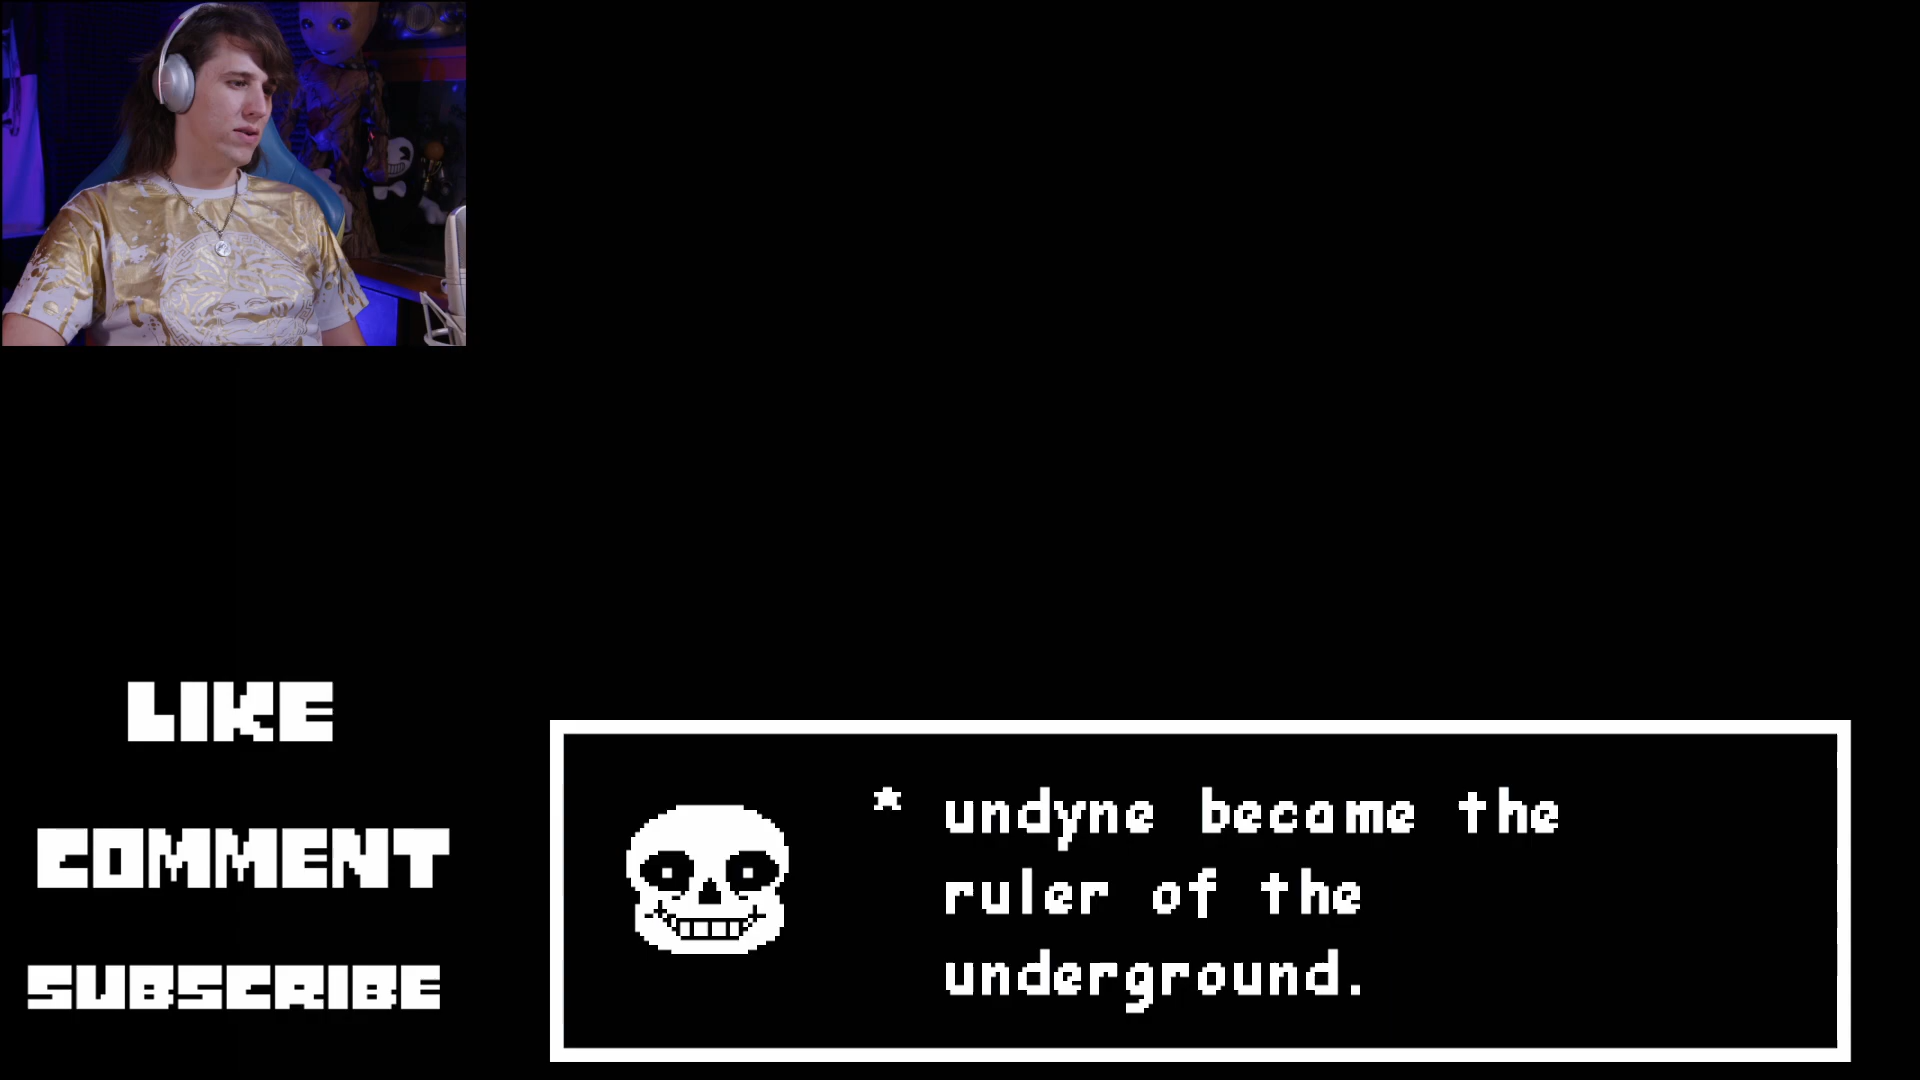 LIKE
COMMENT
SUBSCRIBE
* undyne became the
ruler of the
underground.